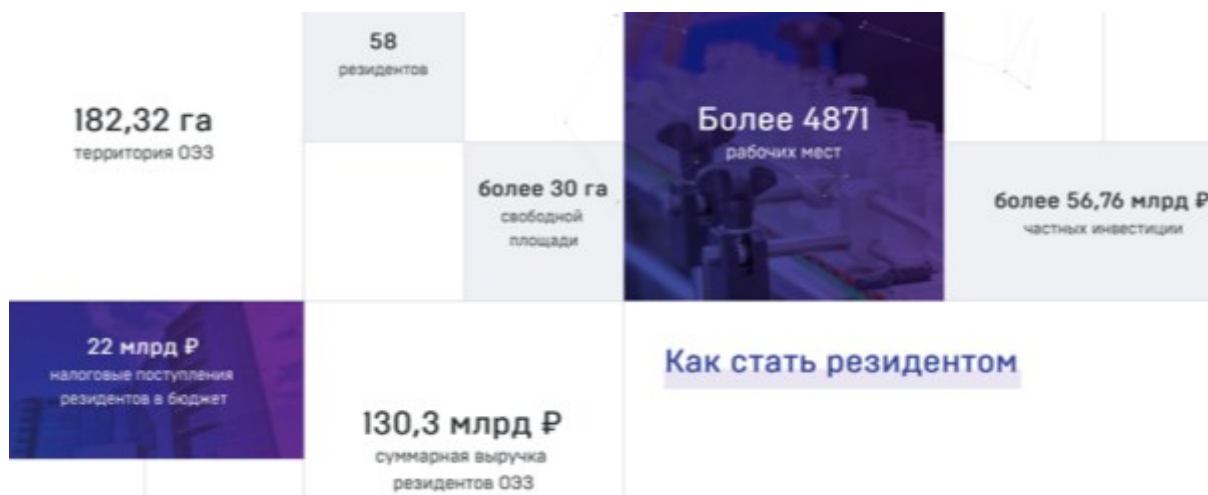 58
резидентов
182,32 га
территория ОЭЗ
Более 4871
рабочих мест
более 30 га
свободной
площади
более 56,76 млрд ₽
частных инвестиции
22 млрд ₽
налоговые поступления
резидентов в бюджет
Как стать резидентом
130,3 млрд ₽
суммарная выручка
резидентов ОЭЗ